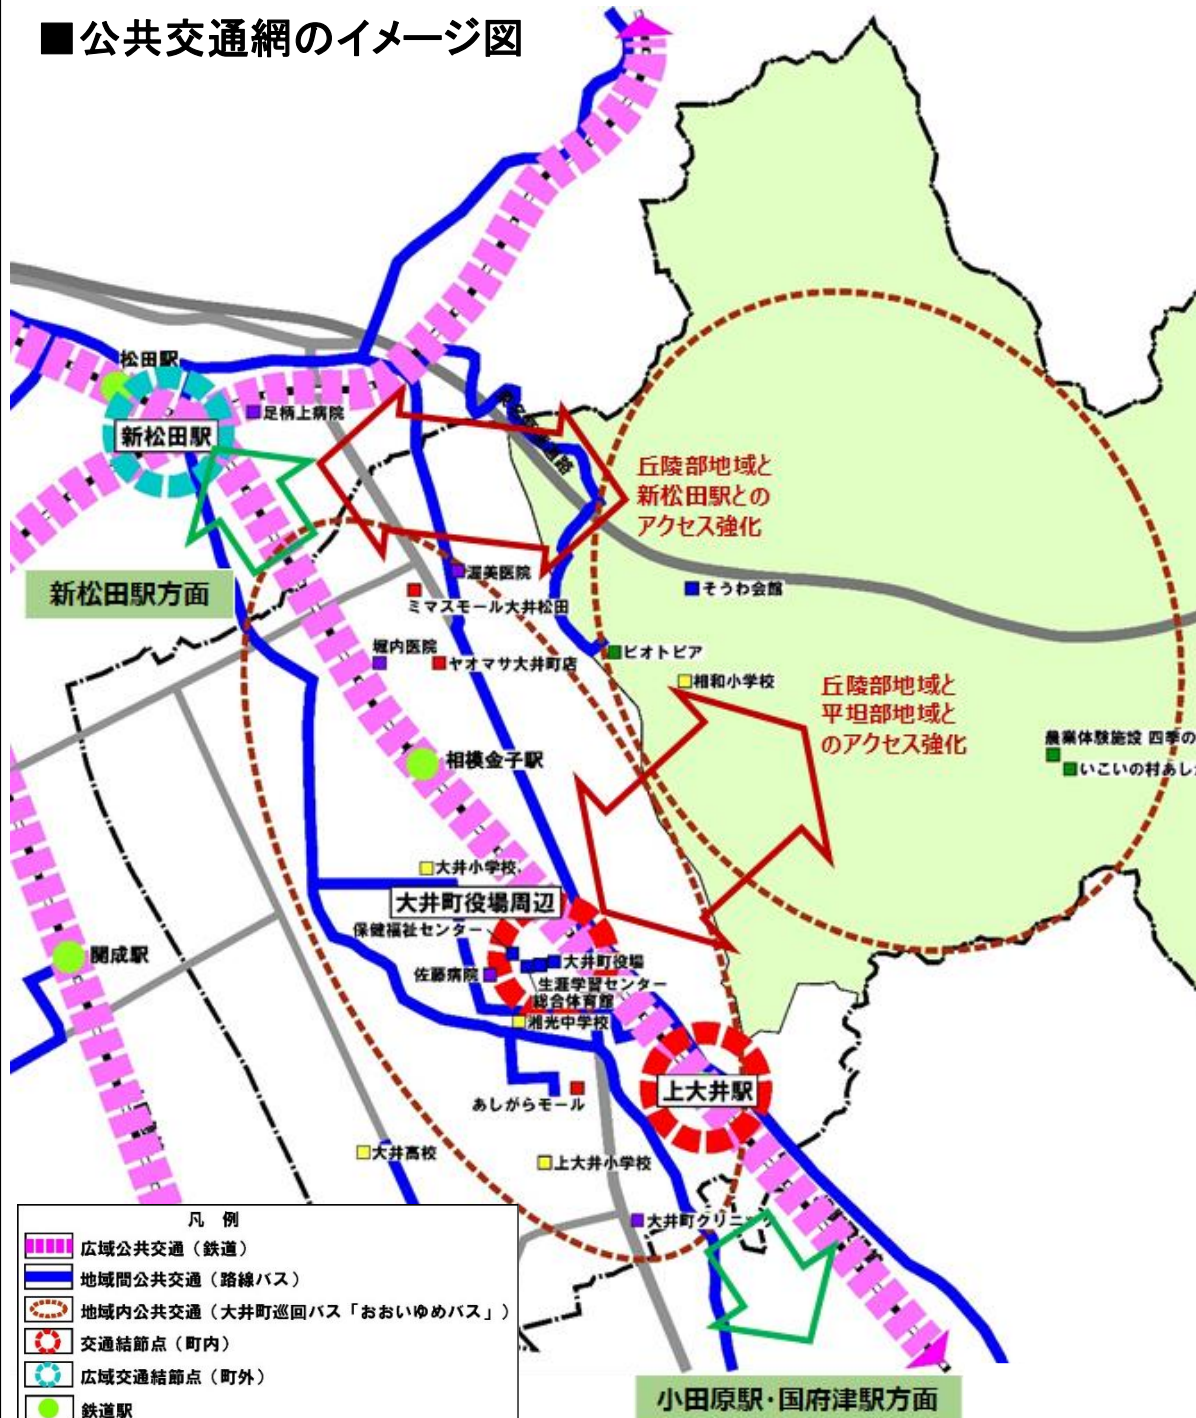 ■公共交通網のイメージ図
松田駅
新松田駅
足柄上病院
丘陵部地域と
新松田駅との
アクセス強化
新松田駅方面
渥美医院
ミマスモール大井松田
そうわ会館
堀内医院
ヤオマサ大井町店
ビオトピア
相和小学校
丘陵部地域と
平坦部地域と
のアクセス強化
農業体験施設 四季の
いこいの村あし
相模金子駅
大井小学校
大井町役場周辺
保健福祉センター
開成駅
佐藤病院
大井町役場
生涯学習センター
総合体育館
湘光中学校
上大井駅
あしがらモール
大井高校
上大井小学校
大井町クリニック
凡 例
広域公共交通（鉄道）
地域間公共交通（路線バス）
地域内公共交通（大井町巡回バス「おおいゆめバス」）
交通結節点（町内）
広域交通結節点（町外）
鉄道駅
小田原駅・国府津駅方面